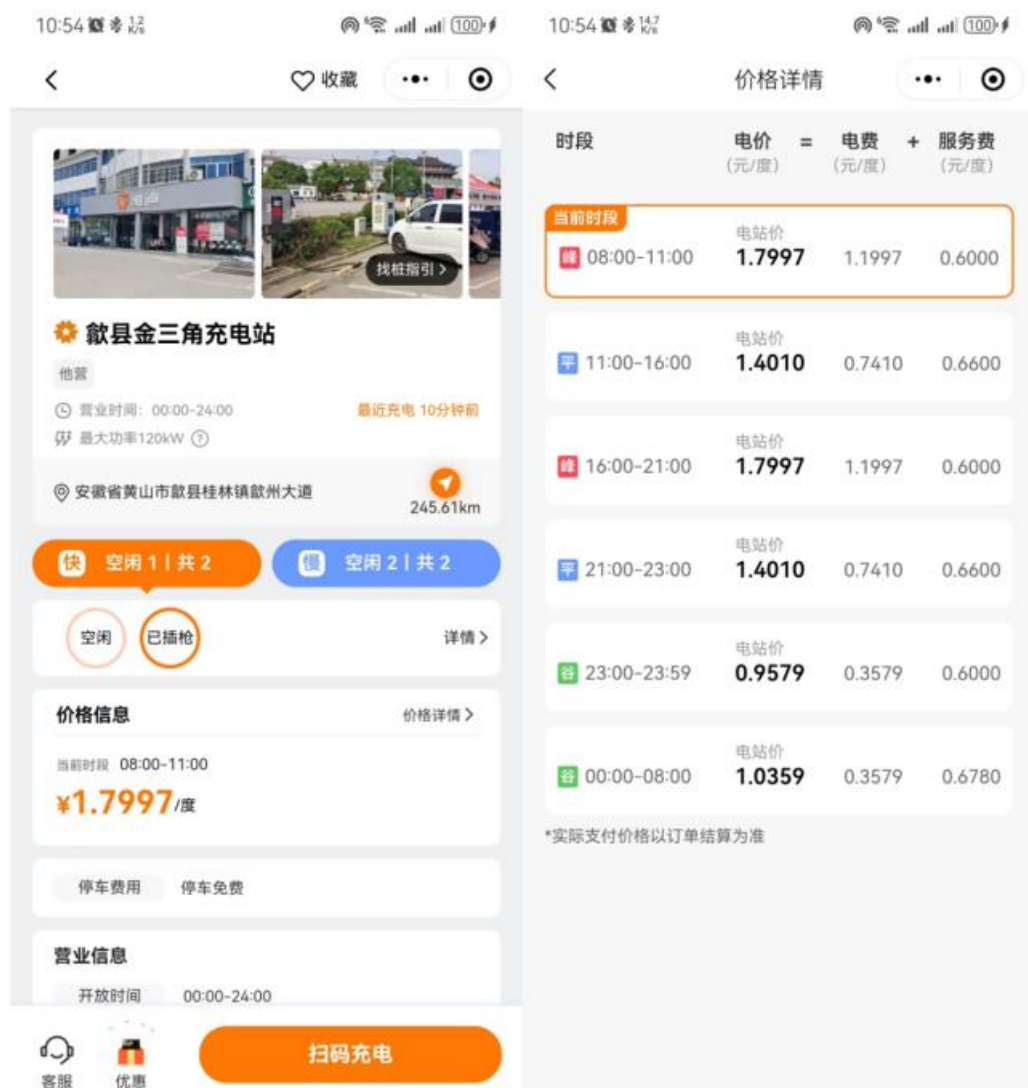 10:54 1.2 K/s 100
收藏
找桩指引 >
歙县金三角充电站
他营
营业时间：00:00-24:00 最近充电 10分钟前
最大功率120kW ?
安徽省黄山市歙县桂林镇歙州大道
245.61km
快 空闲 1 | 共 2
慢 空闲 2 | 共 2
空闲 已插枪 详情 >
价格信息 价格详情 >
当前时段 08:00-11:00
¥1.7997/度
停车费用 停车免费
营业信息
开放时间 00:00-24:00
客服 优惠 扫码充电
10:54 14.7 K/s 100
价格详情
时段 电价 = 电费 + 服务费
(元/度) (元/度) (元/度)
当前时段
电站价
峰 08:00-11:00 1.7997 1.1997 0.6000
电站价
平 11:00-16:00 1.4010 0.7410 0.6600
电站价
峰 16:00-21:00 1.7997 1.1997 0.6000
电站价
平 21:00-23:00 1.4010 0.7410 0.6600
电站价
谷 23:00-23:59 0.9579 0.3579 0.6000
电站价
谷 00:00-08:00 1.0359 0.3579 0.6780
*实际支付价格以订单结算为准